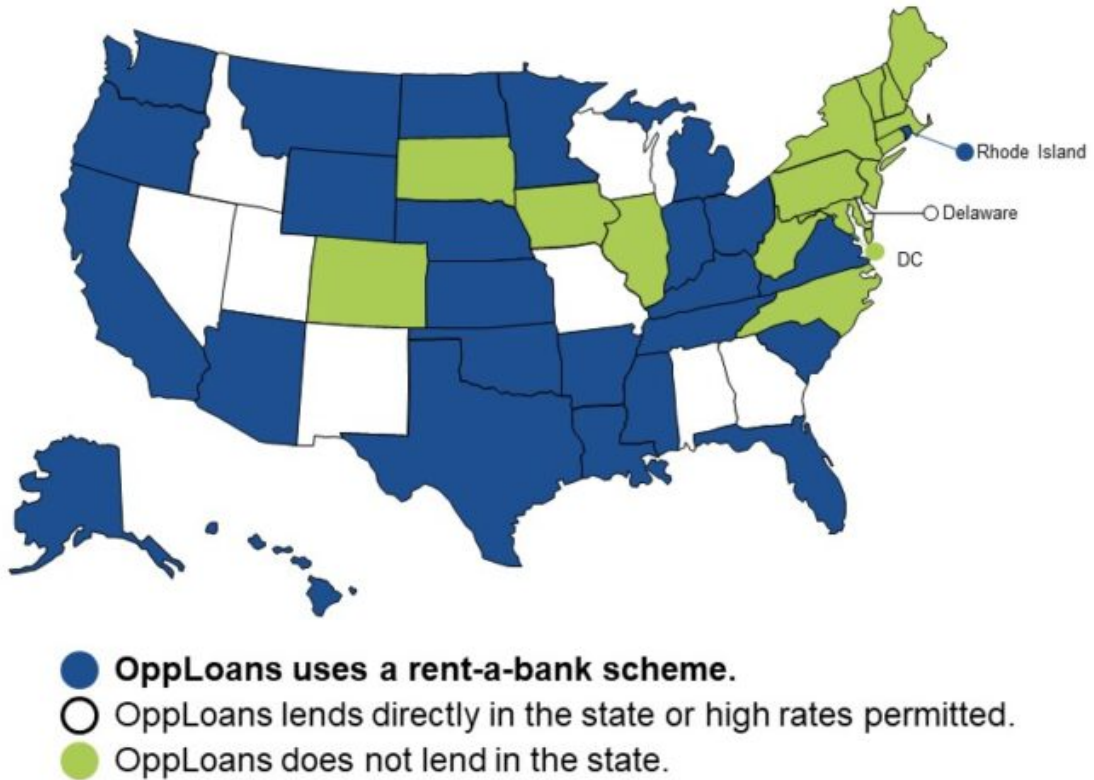 Rhode Island
Delaware
DC
OppLoans uses a rent-a-bank scheme.
OppLoans lends directly in the state or high rates permitted.
OppLoans does not lend in the state.